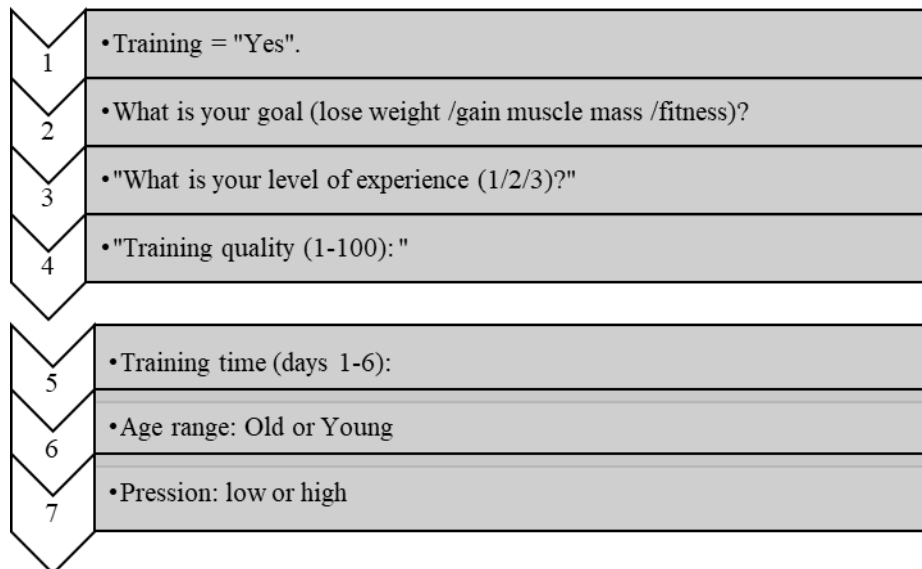 1
•Training = "Yes".
2
•What is your goal (lose weight /gain muscle mass /fitness)?
3
•"What is your level of experience (1/2/3)?"
4
•"Training quality (1-100): "
5
•Training time (days 1-6):
6
•Age range: Old or Young
7
•Pression: low or high